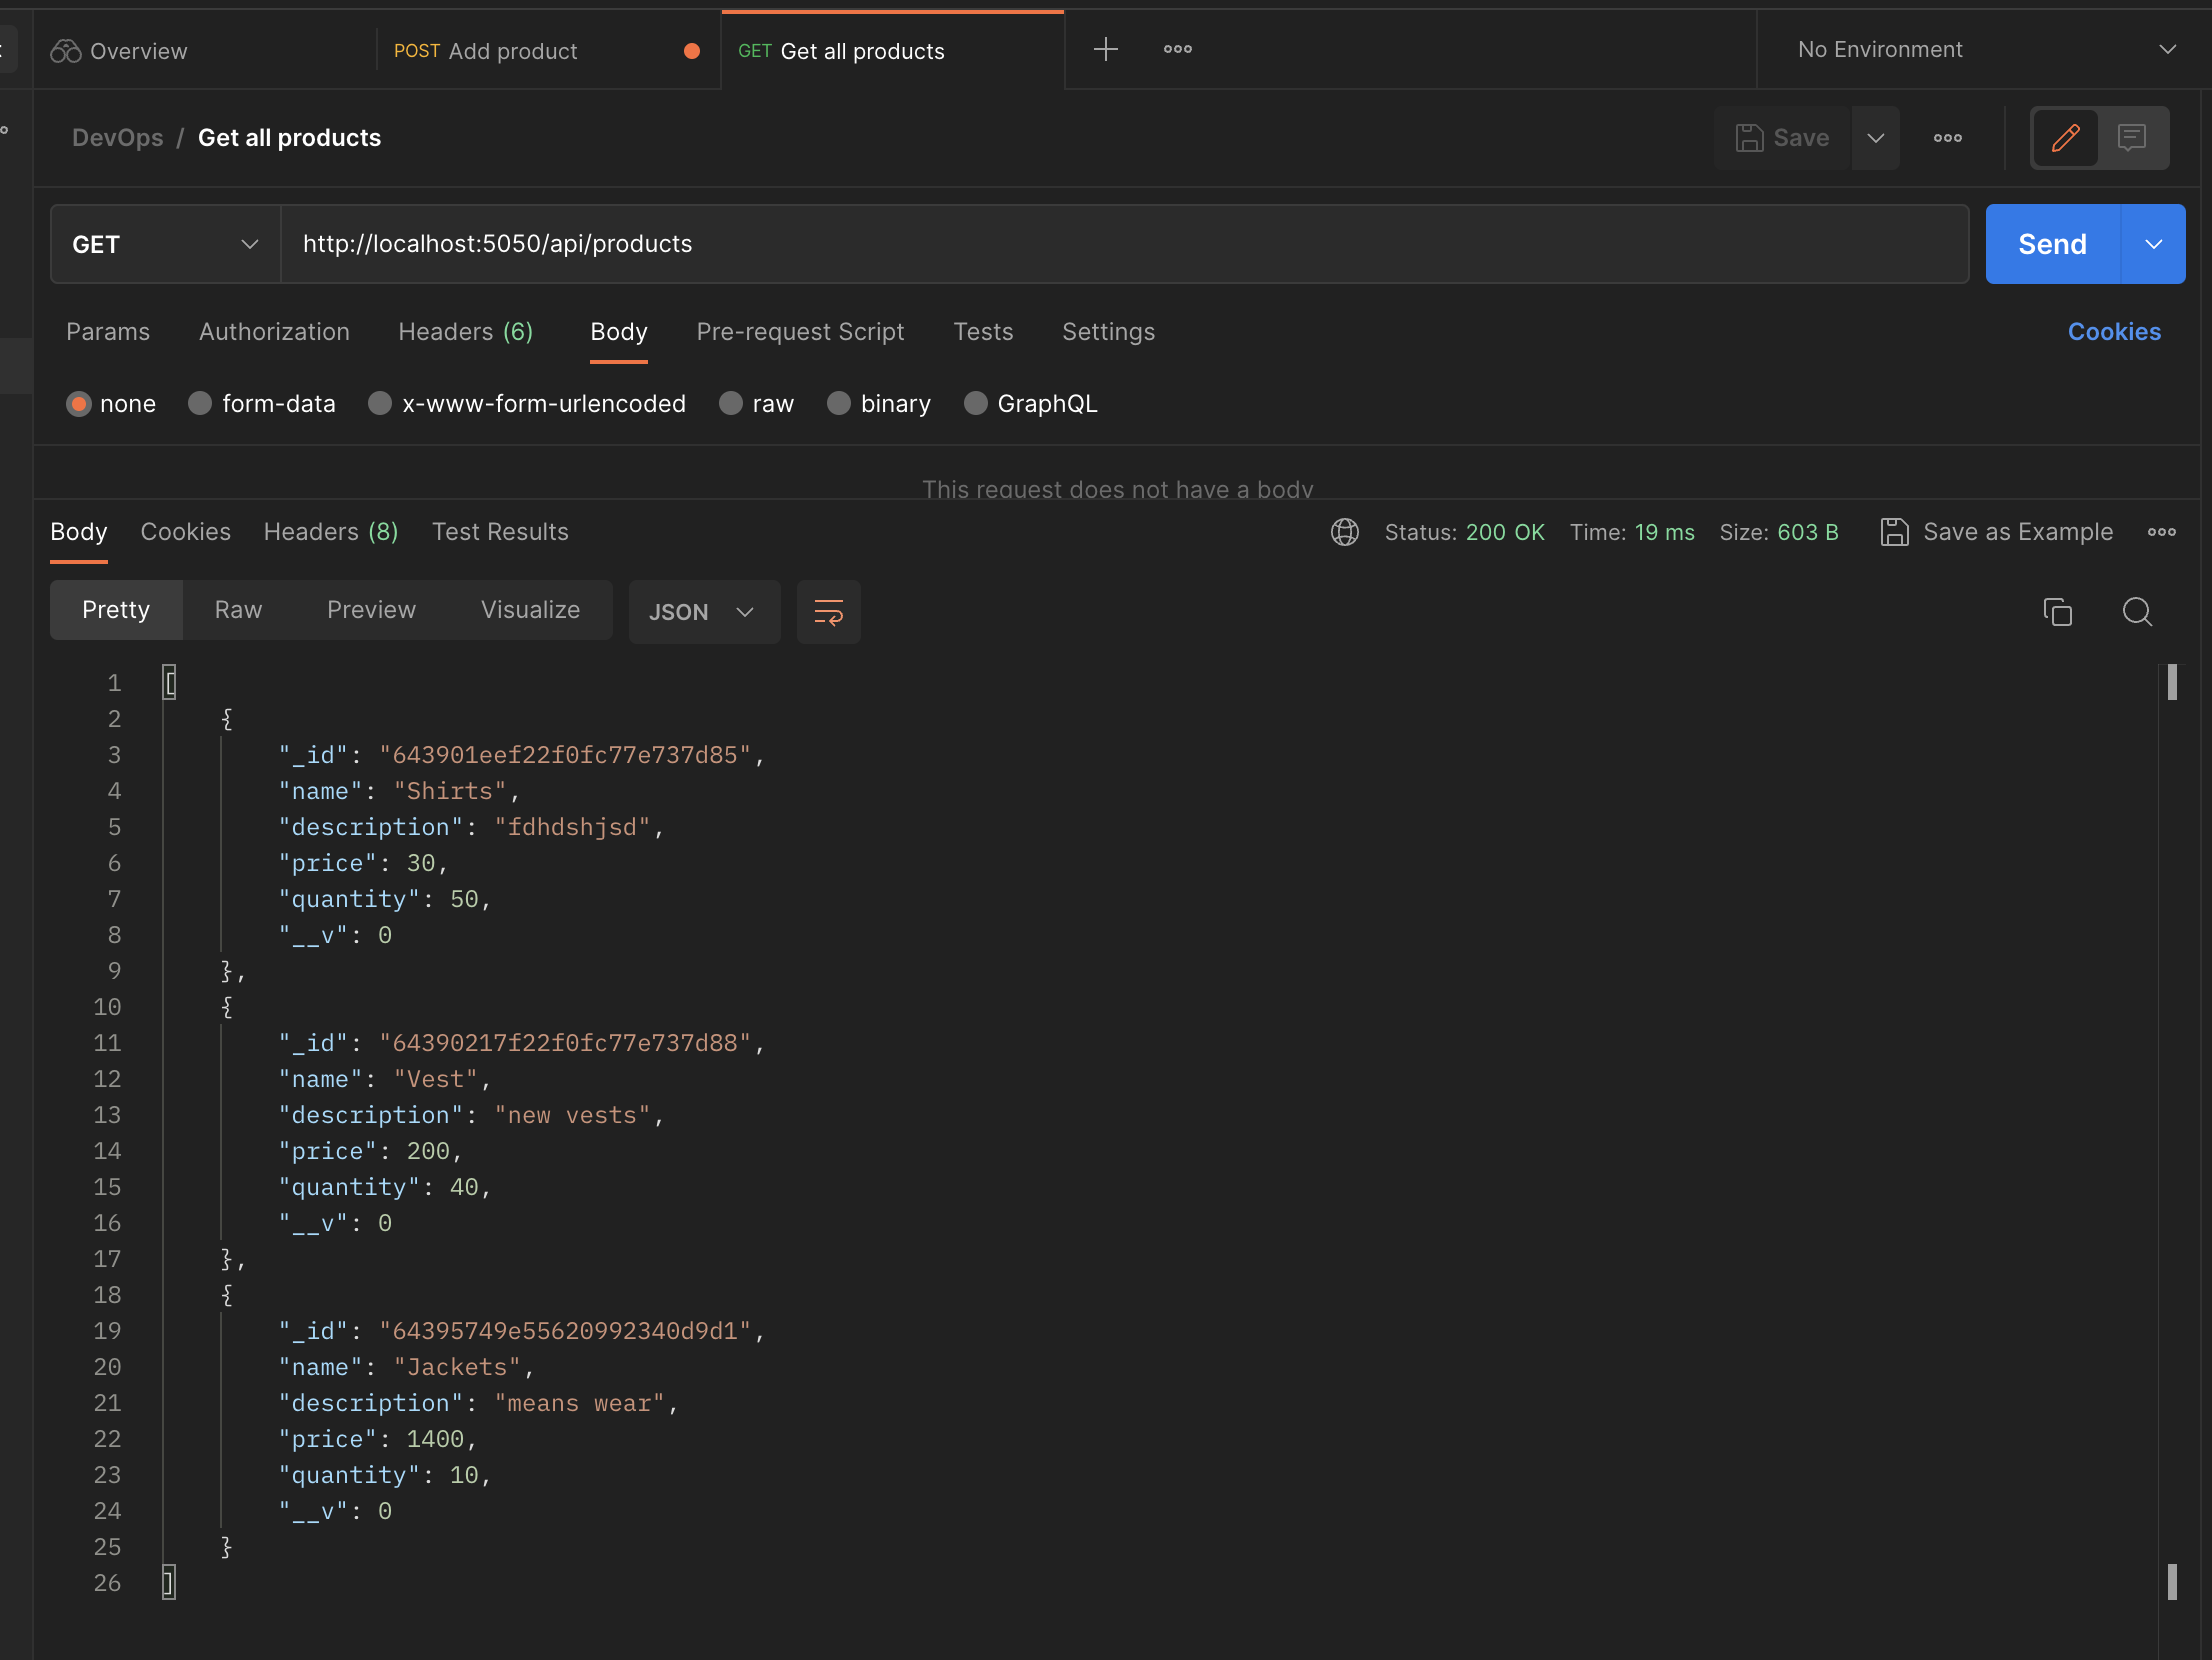 Overview POST Add product GET Get all products No Environment
DevOps / Get all products Save
GET http://localhost:5050/api/products Send
Params Authorization Headers (6) Body Pre-request Script Tests Settings Cookies
none form-data x-www-form-urlencoded raw binary GraphQL
This request does not have a body
Body Cookies Headers (8) Test Results Status: 200 OK Time: 19 ms Size: 603 B Save as Example
Pretty Raw Preview Visualize JSON
1 [
2 {
3 "_id": "643901eef22f0fc77e737d85",
4 "name": "Shirts",
5 "description": "fdhdshjsd",
6 "price": 30,
7 "quantity": 50,
8 "__v": 0
9 },
10 {
11 "_id": "64390217f22f0fc77e737d88",
12 "name": "Vest",
13 "description": "new vests",
14 "price": 200,
15 "quantity": 40,
16 "__v": 0
17 },
18 {
19 "_id": "64395749e55620992340d9d1",
20 "name": "Jackets",
21 "description": "means wear",
22 "price": 1400,
23 "quantity": 10,
24 "__v": 0
25 }
26 ]